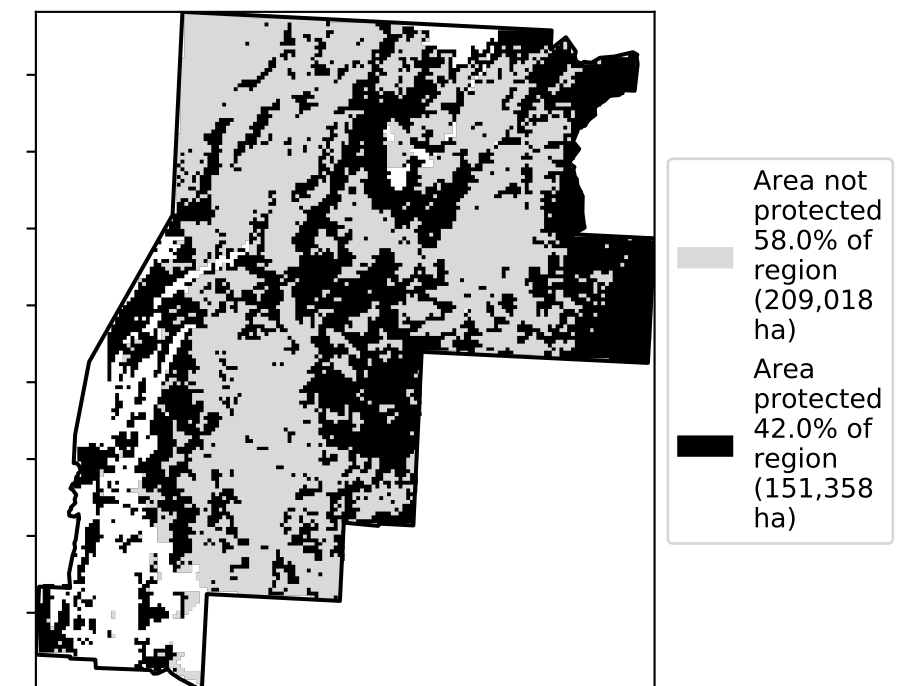 Area not
protected
58.0% of
region
(209,018
ha)
Area
protected
42.0% of
region
(151,358
ha)